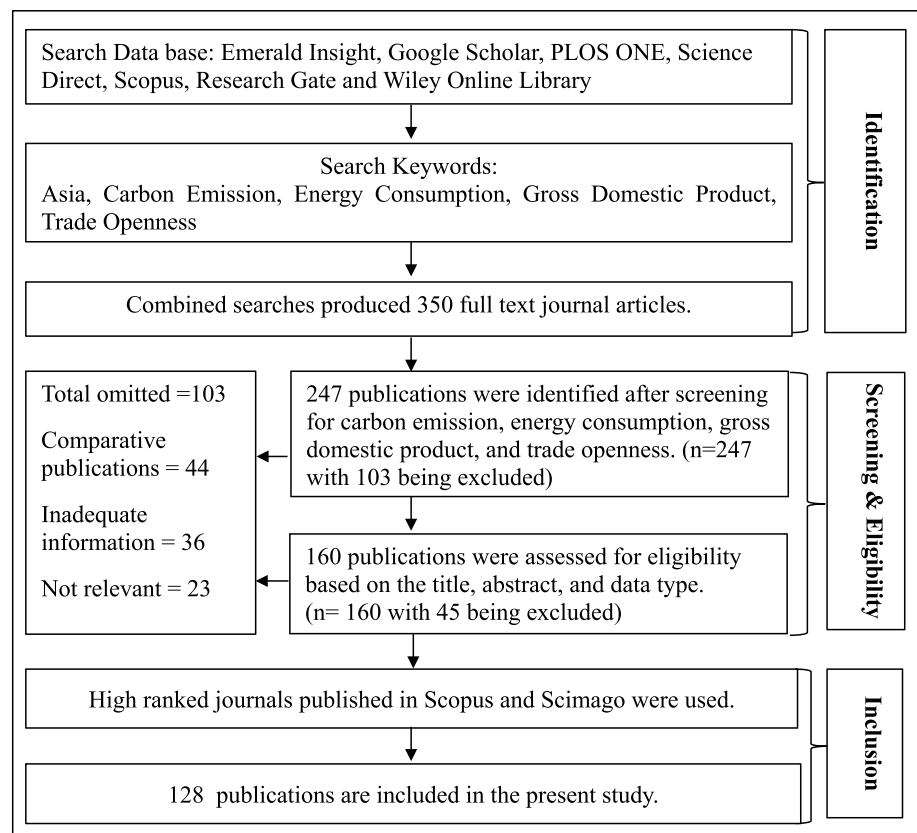 Search Data base: Emerald Insight, Google Scholar, PLOS ONE, Science
Direct, Scopus, Research Gate and Wiley Online Library
Search Keywords:
Asia, Carbon Emission, Energy Consumption, Gross Domestic Product,
Trade Openness
Combined searches produced 350 full text journal articles.
Identification
Total omitted =103
Comparative
publications = 44
Inadequate
information = 36
Not relevant = 23
247 publications were identified after screening
for carbon emission, energy consumption, gross
domestic product, and trade openness. (n=247
with 103 being excluded)
160 publications were assessed for eligibility
based on the title, abstract, and data type.
(n= 160 with 45 being excluded)
Screening & Eligibility
High ranked journals published in Scopus and Scimago were used.
128 publications are included in the present study.
Inclusion